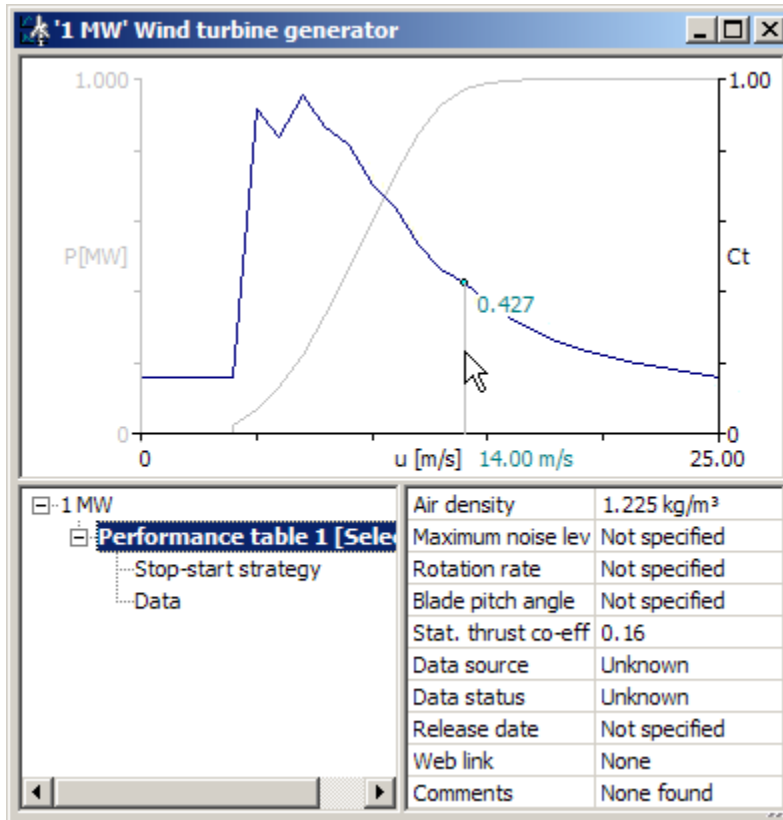 '1 MW' Wind turbine generator
1.000
1.00
P[MW]
Ct
0.427
0
0
0
u [m/s]
14.00 m/s
25.00
1 MW
Performance table 1 [Selec
Stop-start strategy
Data
Air density 1.225 kg/m³
Maximum noise lev Not specified
Rotation rate Not specified
Blade pitch angle Not specified
Stat. thrust co-eff 0.16
Data source Unknown
Data status Unknown
Release date Not specified
Web link None
Comments None found